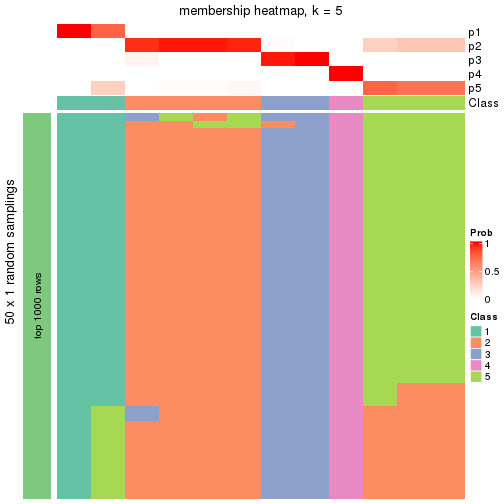 membership heatmap, k = 5
p1
p2
p3
p4
p5
Class
50 x 1 random samplings
top 1000 rows
Prob
1
0.5
0
Class
1
2
3
4
5